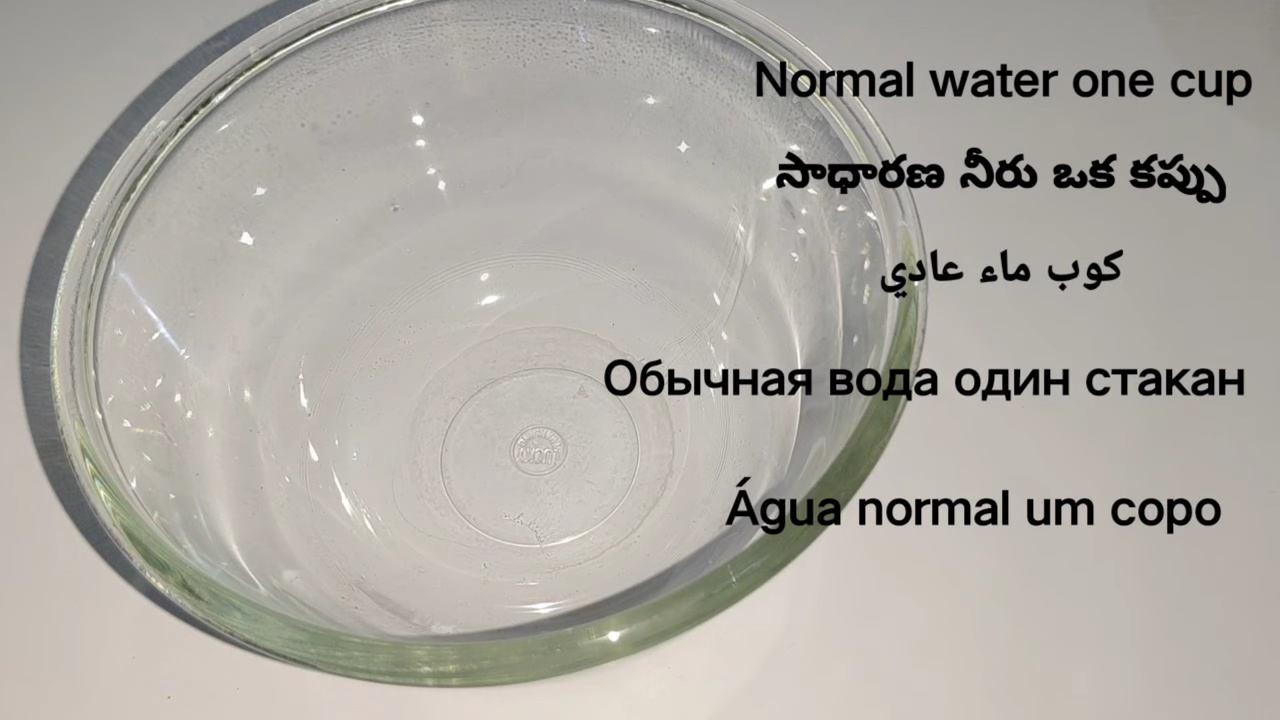 Normal water one cup
సాధారణ నీరు ఒక కప్పు
كوب ماء عادي
Обычная вода один стакан
Água normal um copo